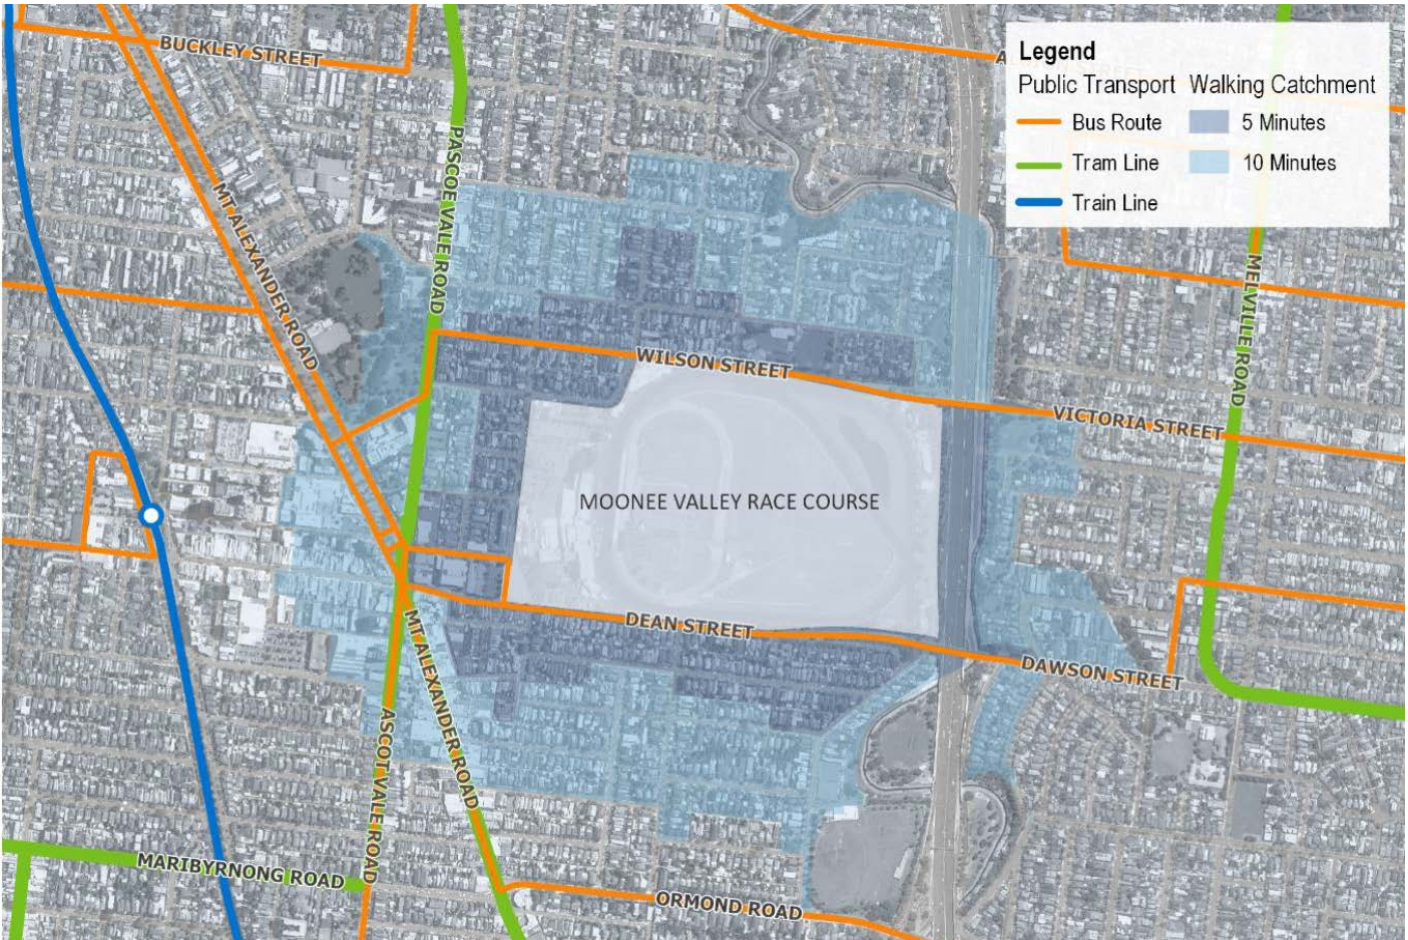 Legend
Public Transport
Walking Catchment
Bus Route
5 Minutes
Tram Line
10 Minutes
Train Line
BUCKLEY STREET
PASCOE VALE ROAD
MT ALEXANDER ROAD
MELVILLE ROAD
WILSON STREET
VICTORIA STREET
MOONEE VALLEY RACE COURSE
DEAN STREET
DAWSON STREET
MT ALEXANDER ROAD
ASCOT VALE ROAD
MARIBYRNONG ROAD
ORMOND ROAD